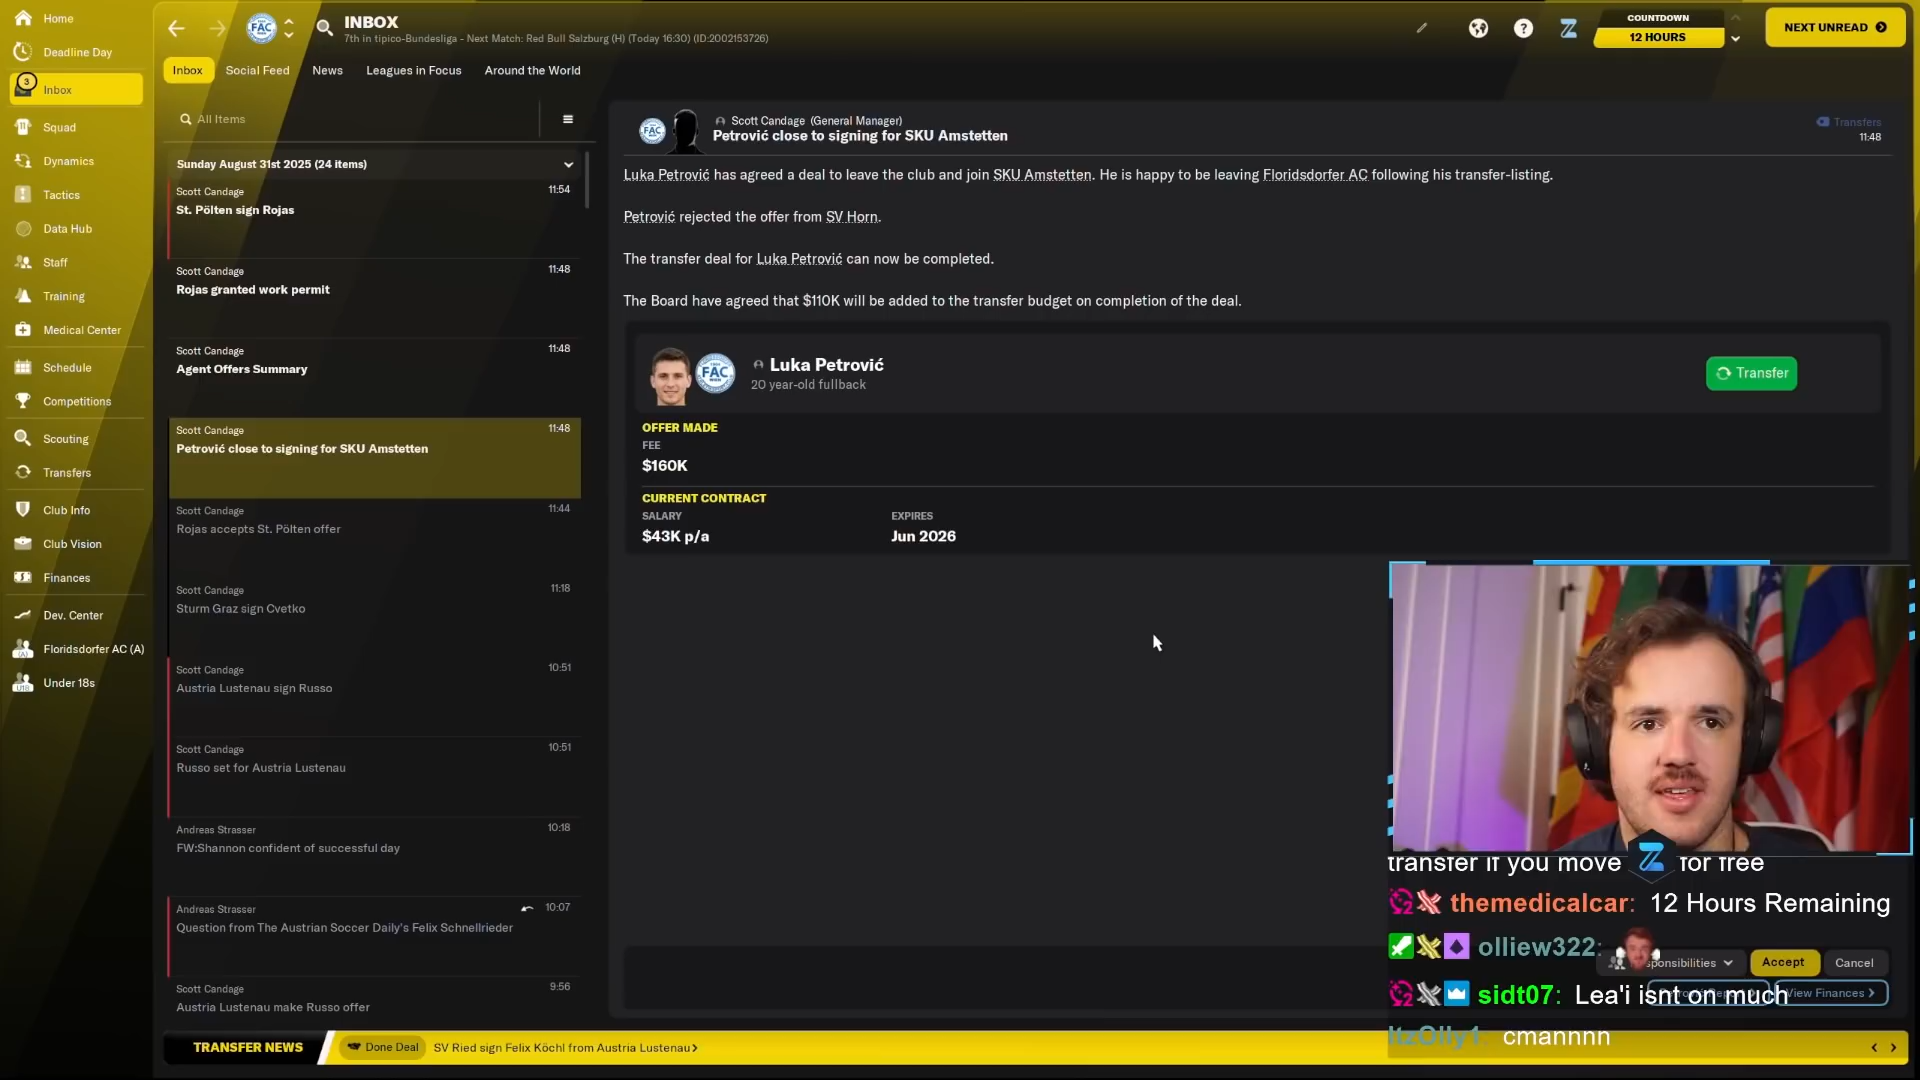 Home
Deadline Day
3
Inbox
Squad
Dynamics
Tactics
Data Hub
Staff
Training
Medical Center
Schedule
Competitions
Scouting
Transfers
Club Info
Club Vision
Finances
Dev. Center
Floridsdorfer AC (A)
Under 18s
FAC
INBOX
7th in tipico-Bundesliga - Next Match: Red Bull Salzburg (H) (Today 16:30) (ID:2002153726)
COUNTDOWN
12 HOURS
NEXT UNREAD
Inbox
Social Feed
News
Leagues in Focus
Around the World
All Items
Sunday August 31st 2025 (24 items)
Scott Candage 11:54
St. Pölten sign Rojas
Scott Candage 11:48
Rojas granted work permit
Scott Candage 11:48
Agent Offers Summary
Scott Candage 11:48
Petrović close to signing for SKU Amstetten
Scott Candage 11:44
Rojas accepts St. Pölten offer
Scott Candage 11:18
Sturm Graz sign Cvetko
Scott Candage 10:51
Austria Lustenau sign Russo
Scott Candage 10:51
Russo set for Austria Lustenau
Andreas Strasser 10:18
FW:Shannon confident of successful day
Andreas Strasser 10:07
Question from The Austrian Soccer Daily's Felix Schnellrieder
Scott Candage 9:56
Austria Lustenau make Russo offer
FAC
Scott Candage (General Manager)
Petrović close to signing for SKU Amstetten
Transfers
11:48
Luka Petrović has agreed a deal to leave the club and join SKU Amstetten. He is happy to be leaving Floridsdorfer AC following his transfer-listing.
Petrović rejected the offer from SV Horn.
The transfer deal for Luka Petrović can now be completed.
The Board have agreed that $110K will be added to the transfer budget on completion of the deal.
FAC
Luka Petrović
20 year-old fullback
Transfer
OFFER MADE
FEE
$160K
CURRENT CONTRACT
SALARY
$43K p/a
EXPIRES
Jun 2026
transfer if you move for free
themedicalcar: 12 Hours Remaining
olliew322:
Accept
Cancel
sidt07: Lea'i isnt on much
View Finances
ItzOlly1: cmannnn
TRANSFER NEWS
Done Deal
SV Ried sign Felix Köchl from Austria Lustenau